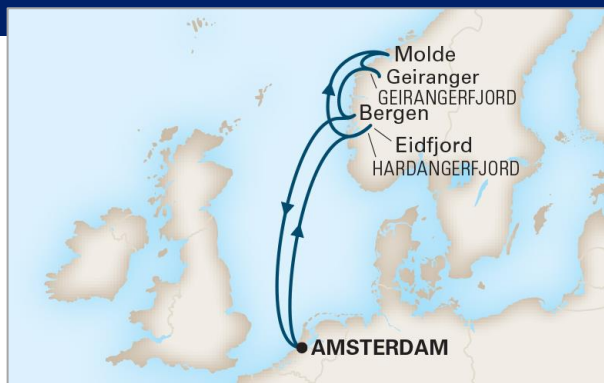 Molde
Geiranger
GEIRANGERFJORD
Bergen
Eidfjord
HARDANGERFJORD
AMSTERDAM